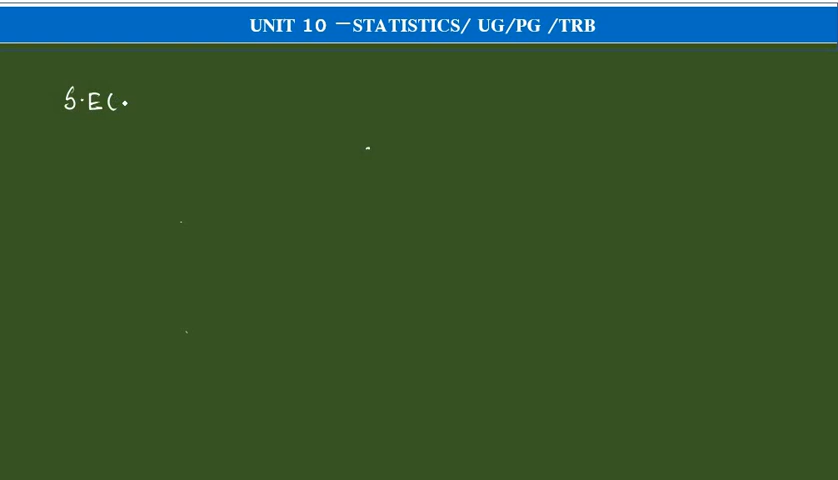 UNIT 10 —STATISTICS/ UG/PG /TRB
S.E(.